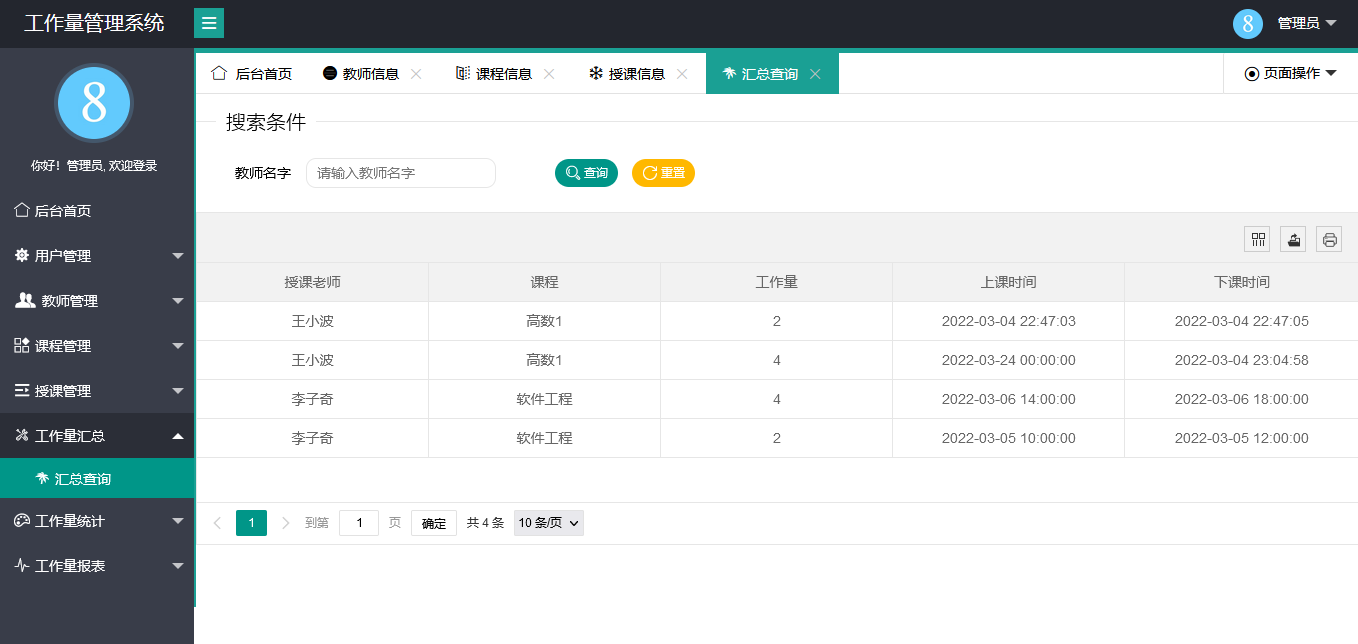 工作量管理系统
8 管理员
8
你好！管理员, 欢迎登录
后台首页
用户管理
教师管理
课程管理
授课管理
工作量汇总
汇总查询
工作量统计
工作量报表
后台首页 教师信息 课程信息 授课信息 汇总查询 页面操作
搜索条件
教师名字 请输入教师名字 查询 重置
授课老师 课程 工作量 上课时间 下课时间
王小波 高数1 2 2022-03-04 22:47:03 2022-03-04 22:47:05
王小波 高数1 4 2022-03-24 00:00:00 2022-03-04 23:04:58
李子奇 软件工程 4 2022-03-06 14:00:00 2022-03-06 18:00:00
李子奇 软件工程 2 2022-03-05 10:00:00 2022-03-05 12:00:00
1 到第 1 页 确定 共 4 条 10 条/页